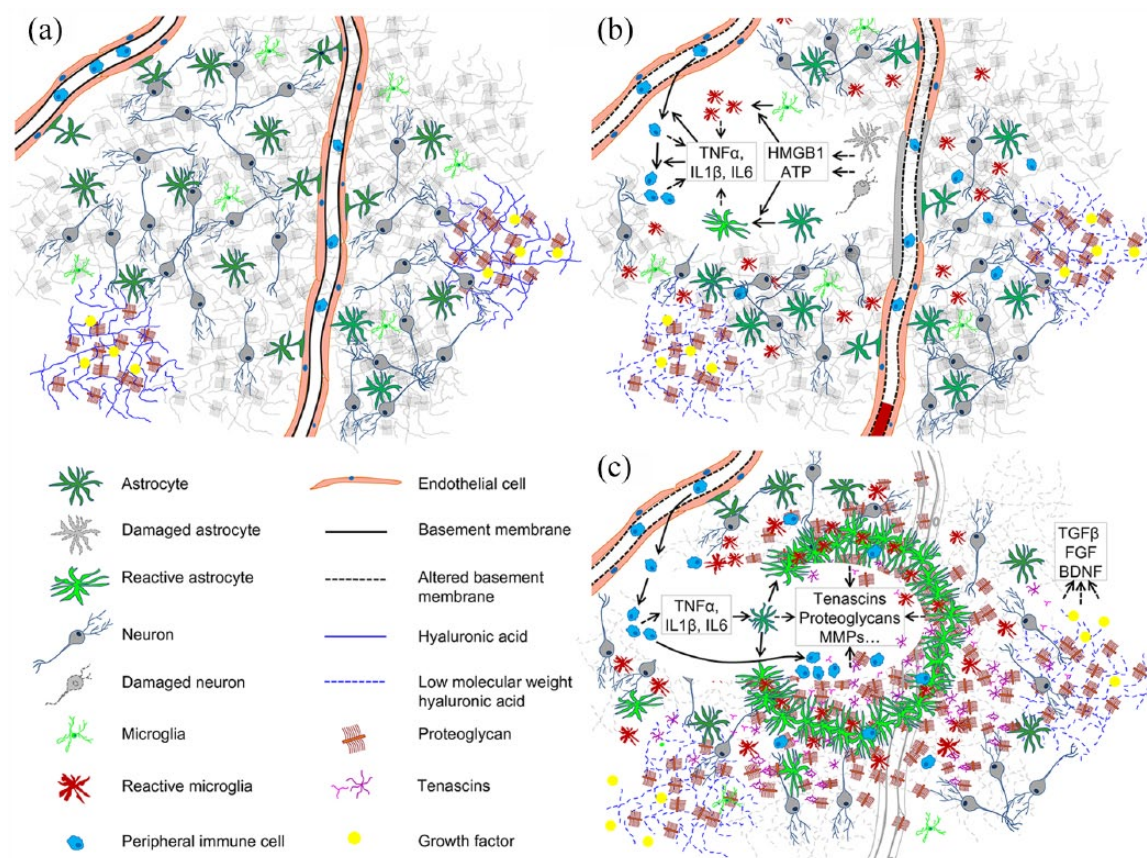 (a)
(b)
TNFα,
IL1β, IL6
HMGB1
ATP
Astrocyte
Damaged astrocyte
Reactive astrocyte
Neuron
Damaged neuron
Microglia
Reactive microglia
Peripheral immune cell
Endothelial cell
Basement membrane
Altered basement
membrane
Hyaluronic acid
Low molecular weight
hyaluronic acid
Proteoglycan
Tenascins
Growth factor
(c)
TNFα,
IL1β, IL6
Tenascins
Proteoglycans
MMPs...
TGFβ
FGF
BDNF